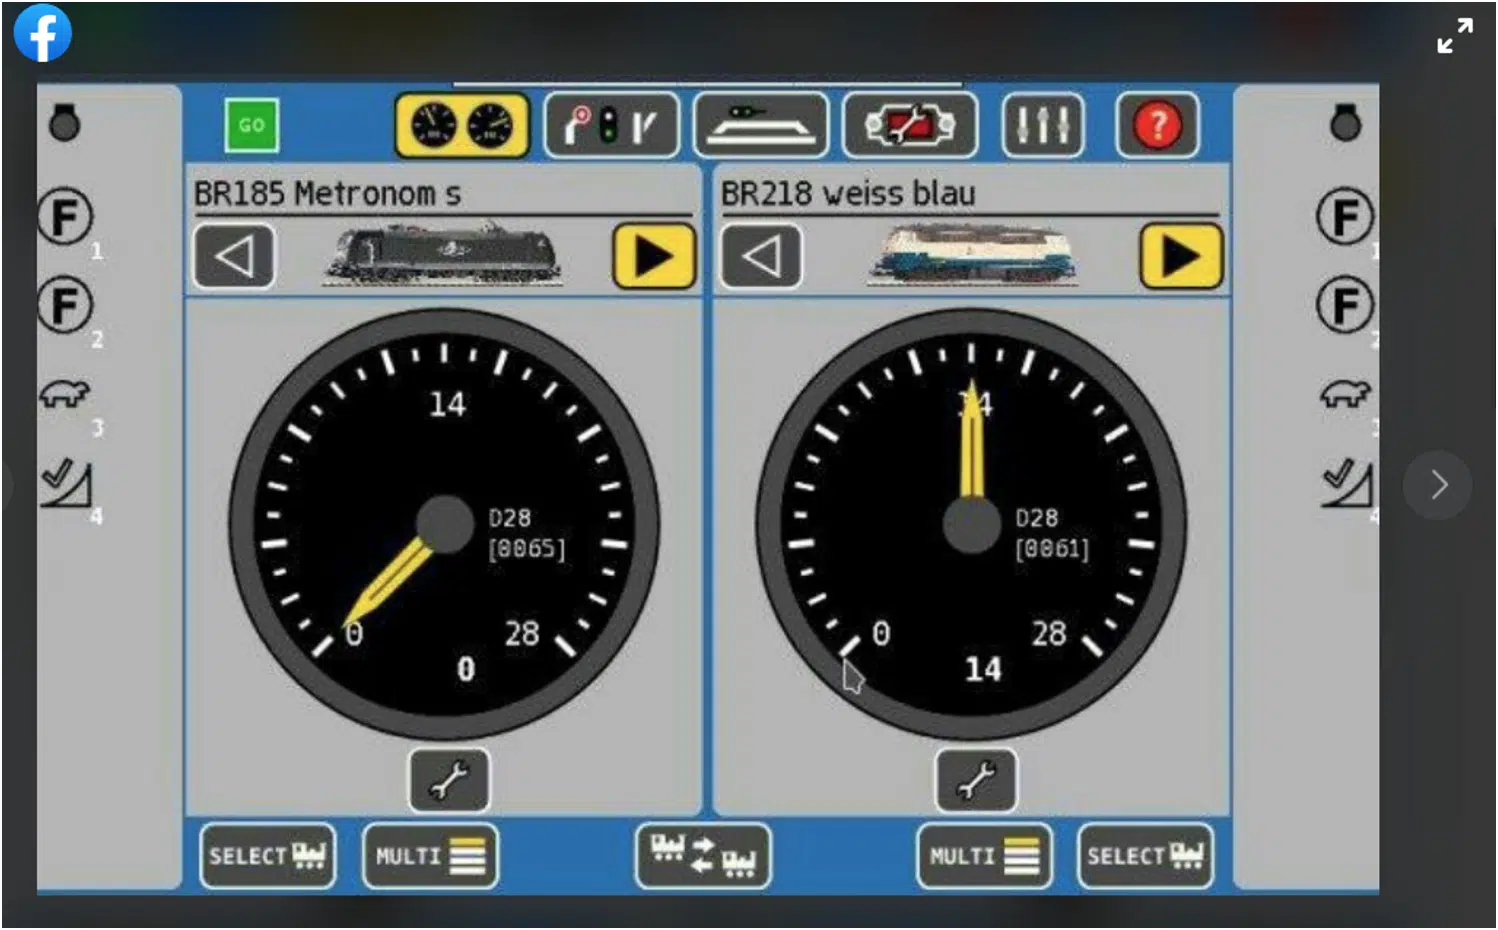 GO
?
BR185 Metronom s
BR218 weiss blau
F
1
F
2
3
4
F
F
14
D28
[0065]
0
28
0
14
D28
[0061]
0
28
14
SELECT
MULTI
MULTI
SELECT